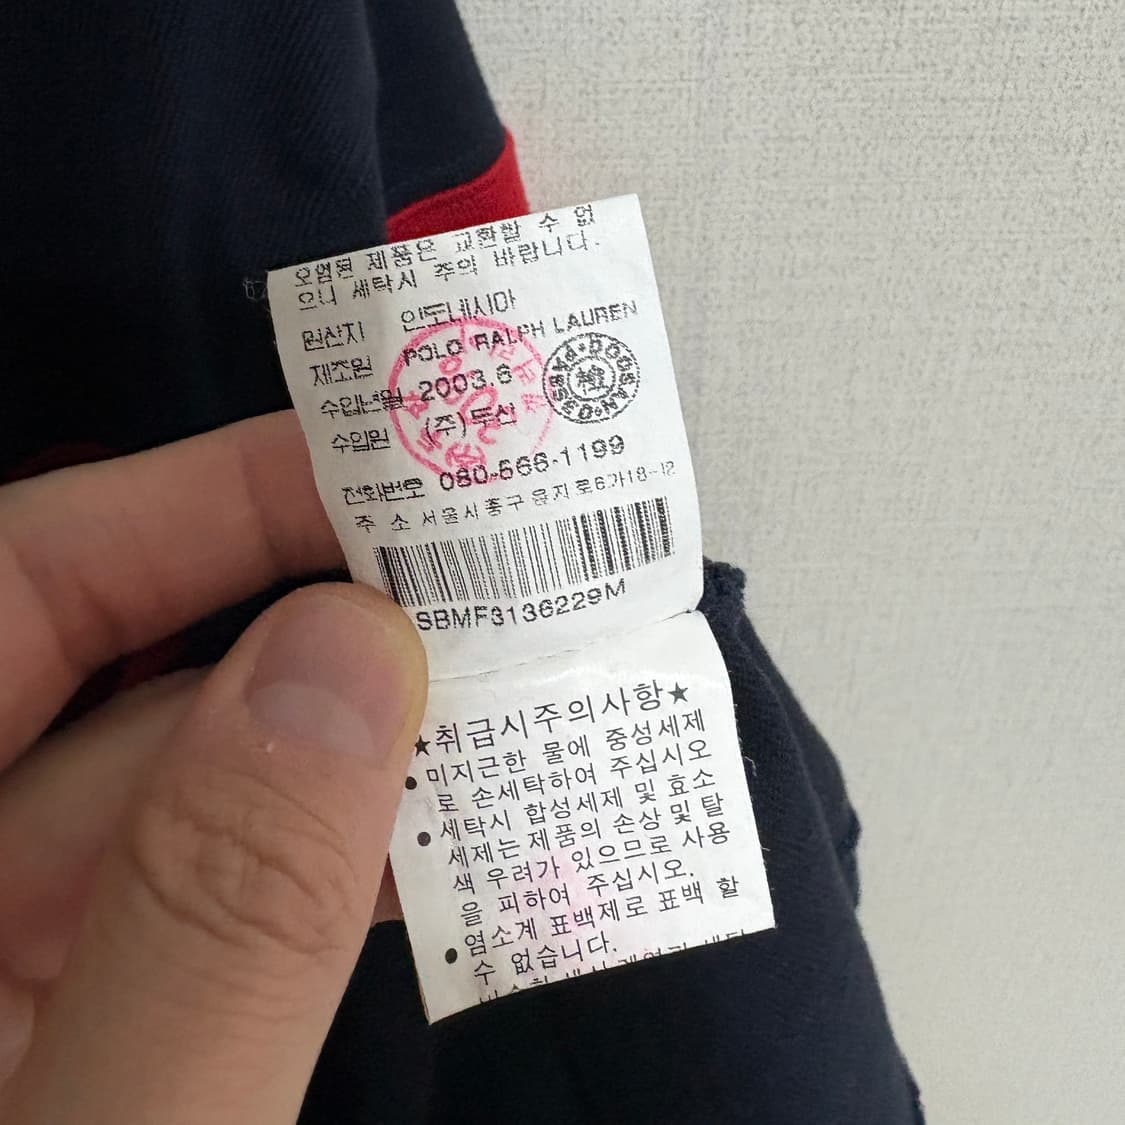 오염된 제품은 교환할 수 없
으니 세탁시 주의 바랍니다.
원산지 인도네시아
제조원 POLO RALPH LAUREN
수입년월 2003.6
수입원 (주)두산
전화번호 080-566-1199
주 소 서울시중구 을지로6가18-12
SBMF3136229M
★취급시주의사항★
● 미지근한 물에 중성세제
로 손세탁하여 주십시오
● 세탁시 합성세제 및 효소
세제는 제품의 손상 및 탈
색 우려가 있으므로 사용
을 피하여 주십시오.
● 염소계 표백제로 표백 할
수 없습니다.